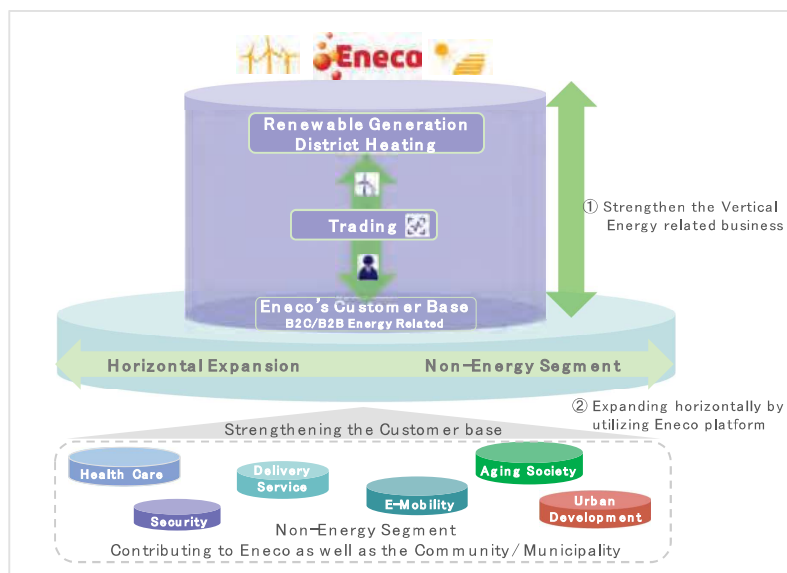 Eneco
Renewable Generation
District Heating
Trading
Eneco's Customer Base
B2C/B2B Energy Related
① Strengthen the Vertical
Energy related business
Horizontal Expansion
Non-Energy Segment
② Expanding horizontally by
utilizing Eneco platform
Strengthening the Customer base
Health Care
Delivery
Service
Aging Society
Security
E-Mobility
Urban
Development
Non-Energy Segment
Contributing to Eneco as well as the Community/Municipality